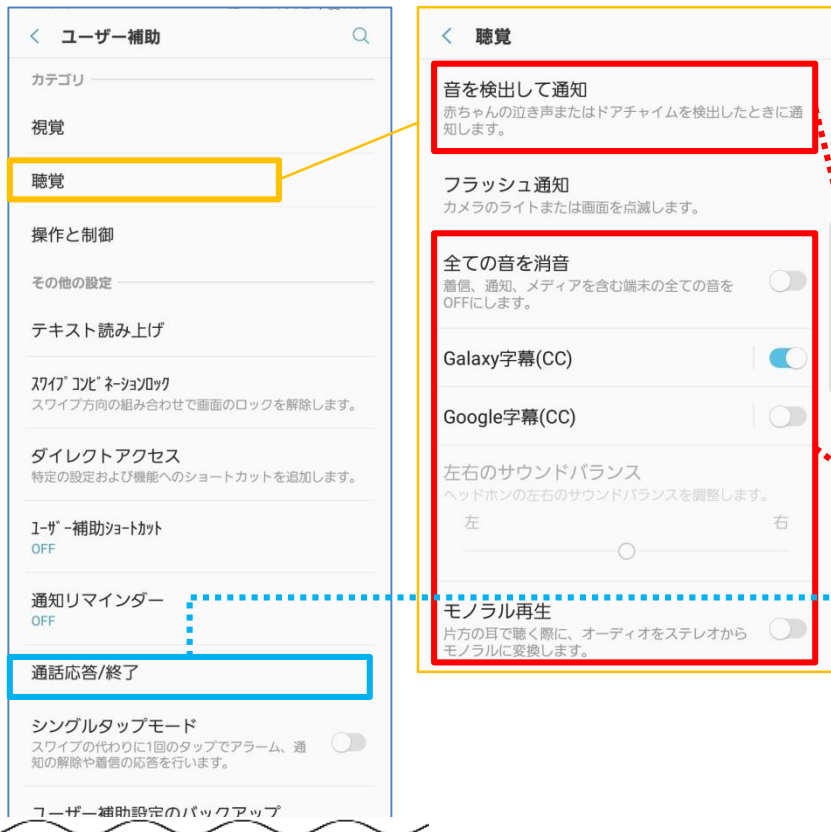 ユーザー補助
カテゴリ
視覚
聴覚
操作と制御
その他の設定
テキスト読み上げ
ｽﾜｲﾌﾟ ｺﾝﾋﾞﾈｰｼｮﾝﾛｯｸ
スワイプ方向の組み合わせで画面のロックを解除します。
ダイレクトアクセス
特定の設定および機能へのショートカットを追加します。
ﾕｰｻﾞｰ補助ｼｮｰﾄｶｯﾄ
OFF
通知リマインダー
OFF
通話応答/終了
シングルタップモード
スワイプの代わりに1回のタップでアラーム、通
知の解除や着信の応答を行います。
ユーザー補助設定のバックアップ
聴覚
音を検出して通知
赤ちゃんの泣き声またはドアチャイムを検出したときに通
知します。
フラッシュ通知
カメラのライトまたは画面を点滅します。
全ての音を消音
着信、通知、メディアを含む端末の全ての音を
OFFにします。
Galaxy字幕(CC)
Google字幕(CC)
左右のサウンドバランス
ヘッドホンの左右のサウンドバランスを調整します。
左 右
モノラル再生
片方の耳で聴く際に、オーディオをステレオから
モノラルに変換します。